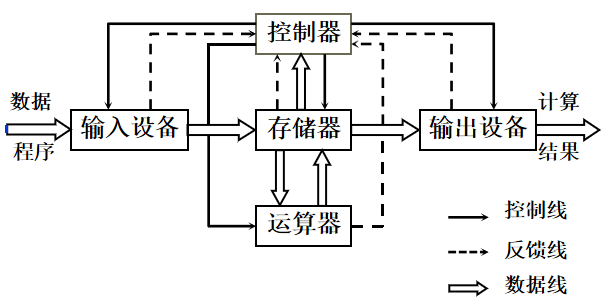 控制器
数据
程序
输入设备
存储器
输出设备
计算
结果
运算器
控制线
反馈线
数据线